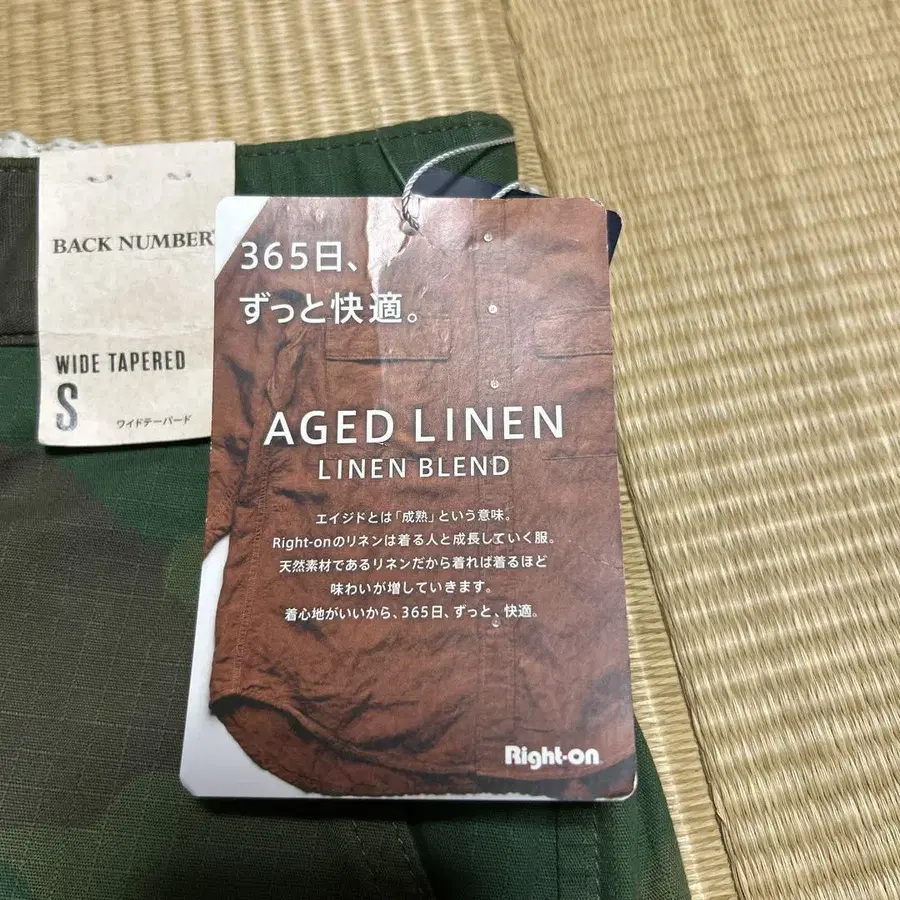 BACK NUMBER
WIDE TAPERED
S
ワイドテーパード
365日、
ずっと快適。
AGED LINEN
LINEN BLEND
エイジドとは「成熟」という意味。
Right-onのリネンは着る人と成長していく服。
天然素材であるリネンだから着れば着るほど
味わいが増していきます。
着心地がいいから、365日、ずっと、快適。
Right-on